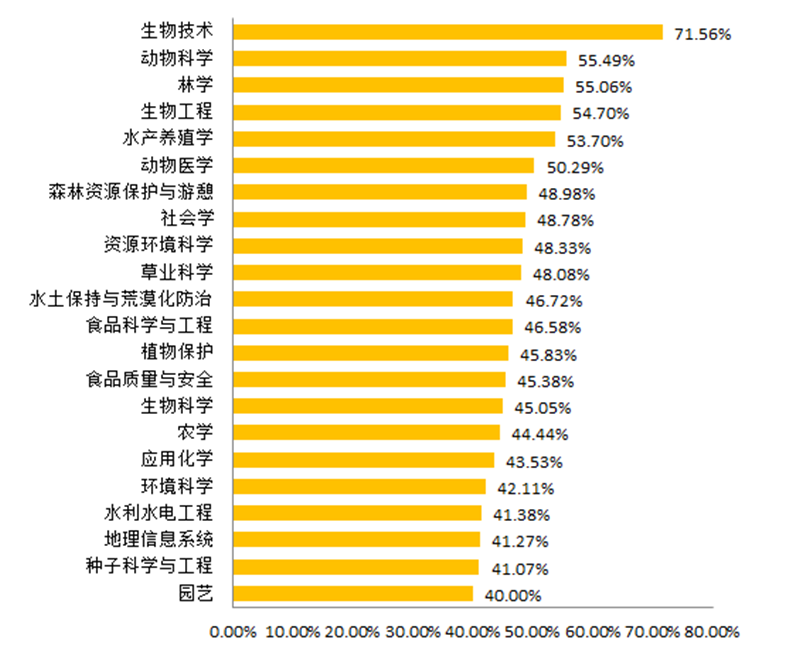 生物技术 71.56%
动物科学 55.49%
林学 55.06%
生物工程 54.70%
水产养殖学 53.70%
动物医学 50.29%
森林资源保护与游憩 48.98%
社会学 48.78%
资源环境科学 48.33%
草业科学 48.08%
水土保持与荒漠化防治 46.72%
食品科学与工程 46.58%
植物保护 45.83%
食品质量与安全 45.38%
生物科学 45.05%
农学 44.44%
应用化学 43.53%
环境科学 42.11%
水利水电工程 41.38%
地理信息系统 41.27%
种子科学与工程 41.07%
园艺 40.00%
0.00% 10.00% 20.00% 30.00% 40.00% 50.00% 60.00% 70.00% 80.00%